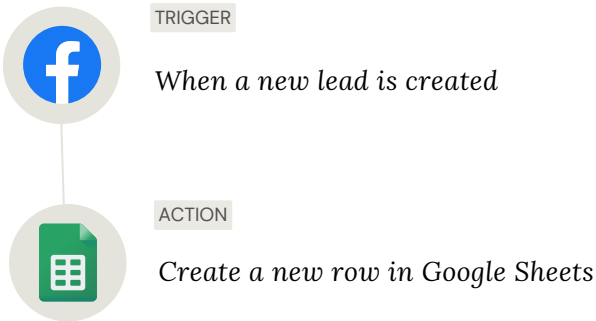 TRIGGER
When a new lead is created
ACTION
Create a new row in Google Sheets